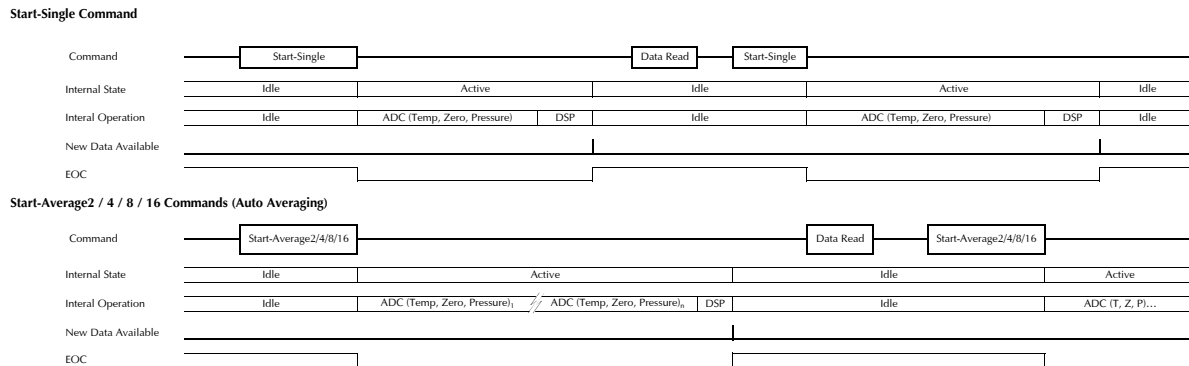 Start-Single Command
Command Start-Single Data Read Start-Single
Internal State Idle Active Idle Active Idle
Interal Operation Idle ADC (Temp, Zero, Pressure) DSP Idle ADC (Temp, Zero, Pressure) DSP Idle
New Data Available
EOC
Start-Average2 / 4 / 8 / 16 Commands (Auto Averaging)
Command Start-Average2/4/8/16 Data Read Start-Average2/4/8/16
Internal State Idle Active Idle Active
Interal Operation Idle ADC (Temp, Zero, Pressure)₁ ADC (Temp, Zero, Pressure)ₙ DSP Idle ADC (T, Z, P)...
New Data Available
EOC